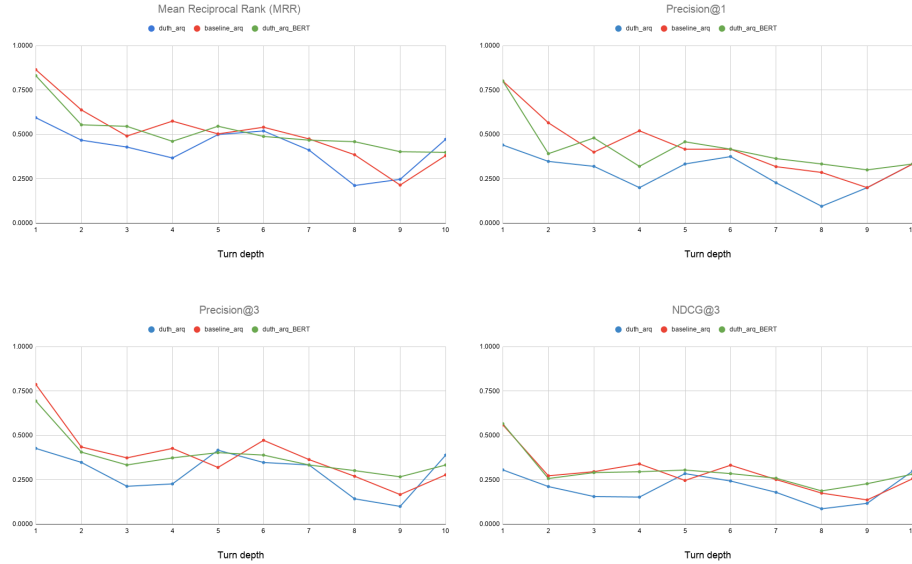 Mean Reciprocal Rank (MRR)
duth_arq baseline_arq duth_arq_BERT
1.0000
0.7500
0.5000
0.2500
0.0000
1 2 3 4 5 6 7 8 9 10
Turn depth
Precision@1
duth_arq baseline_arq duth_arq_BERT
1.0000
0.7500
0.5000
0.2500
0.0000
1 2 3 4 5 6 7 8 9
Turn depth
Precision@3
duth_arq baseline_arq duth_arq_BERT
1.0000
0.7500
0.5000
0.2500
0.0000
1 2 3 4 5 6 7 8 9 10
Turn depth
NDCG@3
duth_arq baseline_arq duth_arq_BERT
1.0000
0.7500
0.5000
0.2500
0.0000
1 2 3 4 5 6 7 8 9
Turn depth